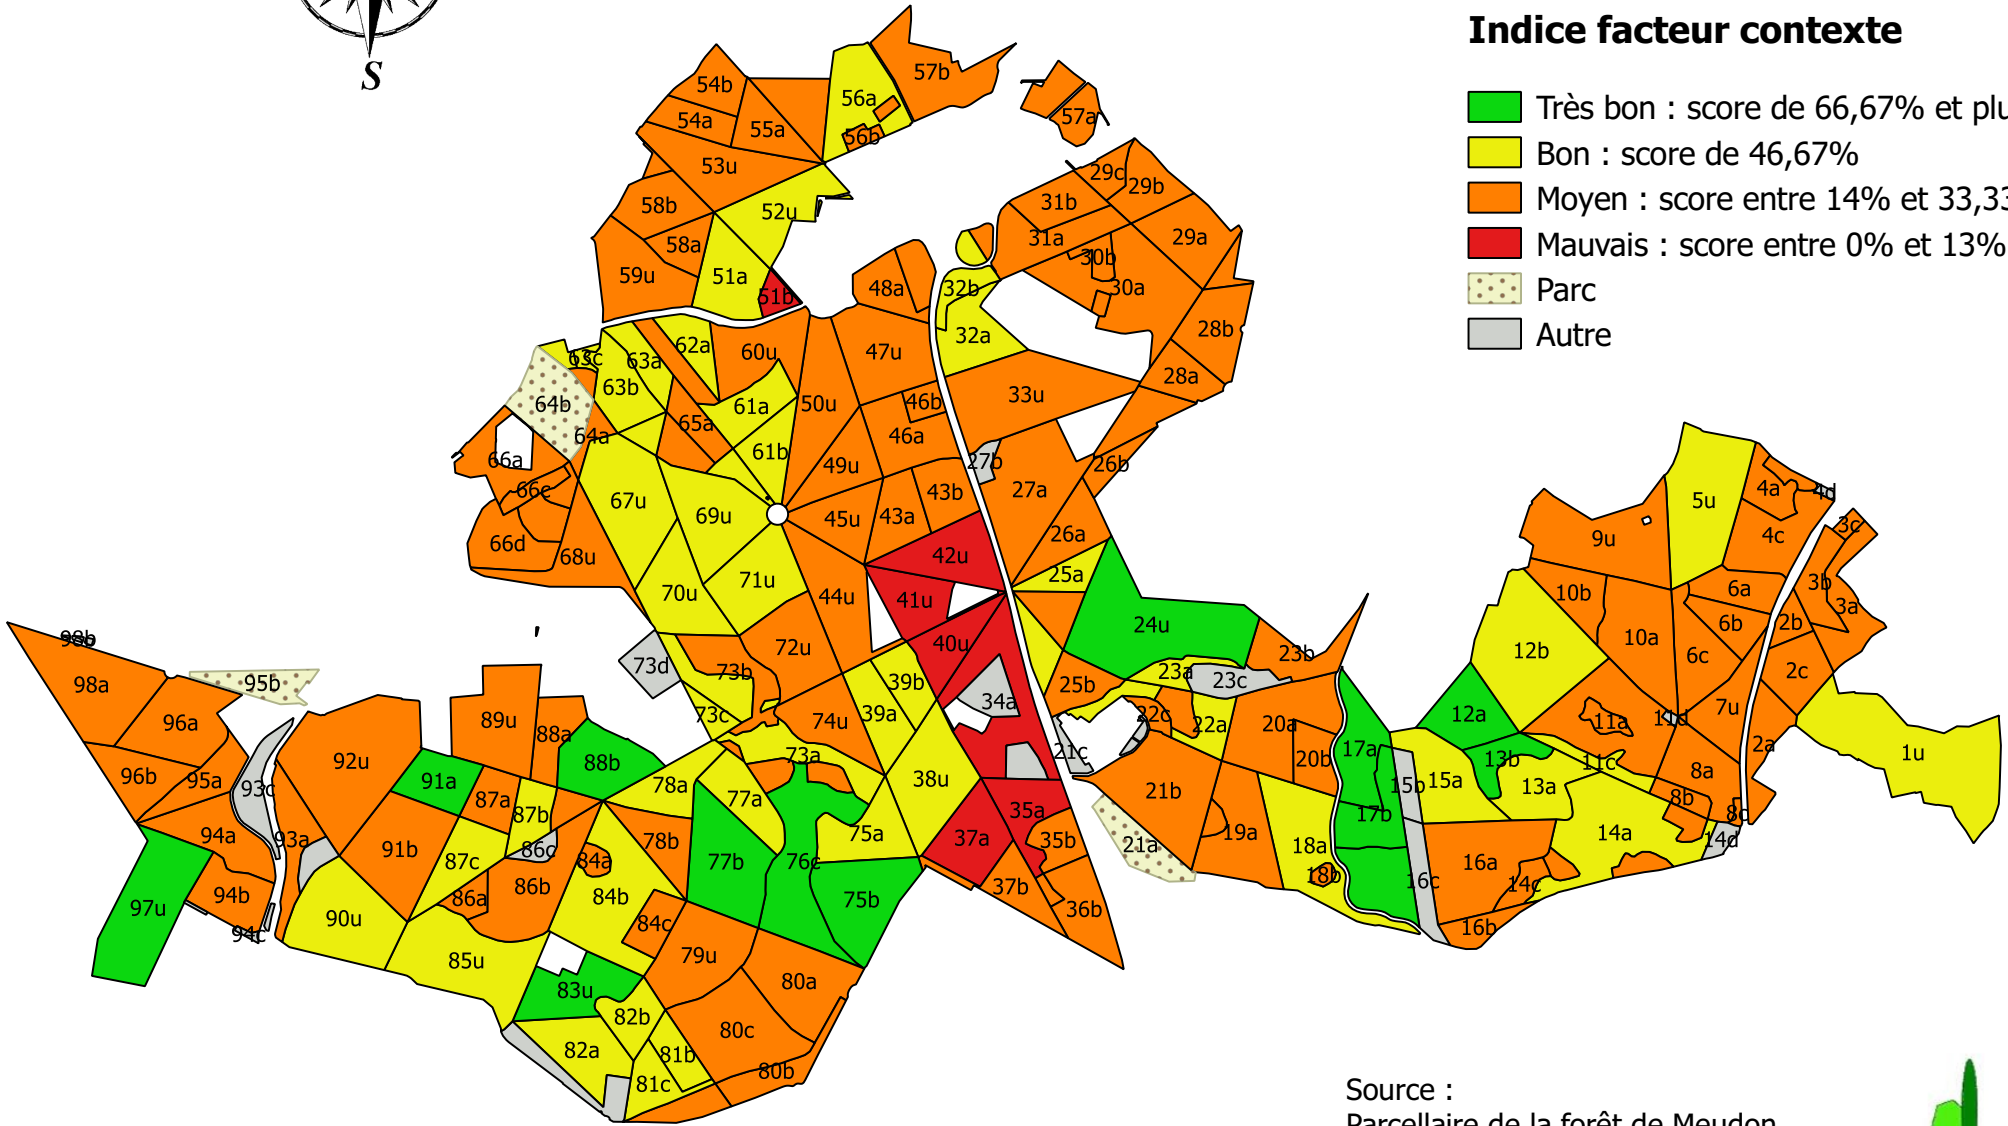 S
Indice facteur contexte
Très bon : score de 66,67% et plu
Bon : score de 46,67%
Moyen : score entre 14% et 33,33
Mauvais : score entre 0% et 13%
Parc
Autre
57b
54b
56a
54a
55a
57a
56b
53u
29c
29b
58b
52u
31b
58a
31a
29a
59u
51a
30b
51b
48a
32b
30a
28b
32a
63c
63a
62a
60u
47u
63b
28a
33u
64b
61a
50u
46b
65a
64a
46a
61b
66a
49u
27b
26b
66c
43b
27a
4a
4d
5u
67u
69u
45u
43a
26a
3c
66d
68u
42u
9u
4c
25a
71u
3b
70u
44u
41u
10b
6a
3a
24u
6b
2b
98b
40u
72u
10a
12b
6c
73d
73b
23b
23a
2c
98a
95b
39b
25b
23c
34a
96a
73c
74u
39a
22c
22a
20a
12a
11a
11d
7u
89u
88a
92u
73a
21c
17a
2a
1u
96b
95a
91a
88b
78a
38u
20b
13b
11c
8a
93c
87a
77a
21b
15b
15a
13a
87b
35a
8b
8c
94a
93a
75a
17b
91b
86c
78b
37a
35b
19a
14a
14d
87c
84a
77b
76c
21a
18a
16a
94b
86a
86b
84b
37b
18b
16c
14c
97u
90u
84c
75b
36b
94c
16b
85u
79u
80a
83u
82b
80c
82a
81b
81c
80b
Source :
Parcellaire de la forêt de Meudon